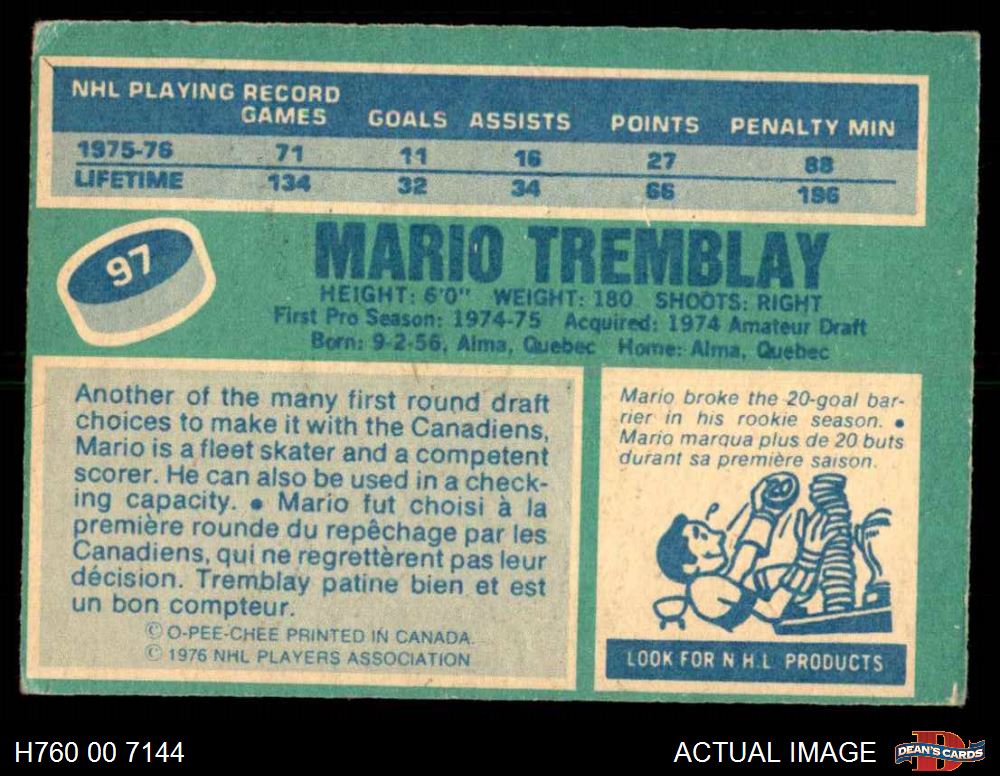 NHL PLAYING RECORD
GAMES GOALS ASSISTS POINTS PENALTY MIN
1975-76 71 11 16 27 88
LIFETIME 134 32 34 66 196
97
MARIO TREMBLAY
HEIGHT: 6'0" WEIGHT: 180 SHOOTS: RIGHT
First Pro Season: 1974-75 Acquired: 1974 Amateur Draft
Born: 9-2-56, Alma, Quebec Home: Alma, Quebec
Another of the many first round draft
choices to make it with the Canadiens,
Mario is a fleet skater and a competent
scorer. He can also be used in a check-
ing capacity. • Mario fut choisi à la
première rounde du repêchage par les
Canadiens, qui ne regrettèrent pas leur
décision. Tremblay patine bien et est
un bon compteur.
© O-PEE-CHEE PRINTED IN CANADA.
© 1976 NHL PLAYERS ASSOCIATION
Mario broke the 20-goal bar-
rier in his rookie season. •
Mario marqua plus de 20 buts
durant sa première saison.
20
LOOK FOR N.H.L. PRODUCTS
H760 00 7144
ACTUAL IMAGE
D
DEAN'S CARDS